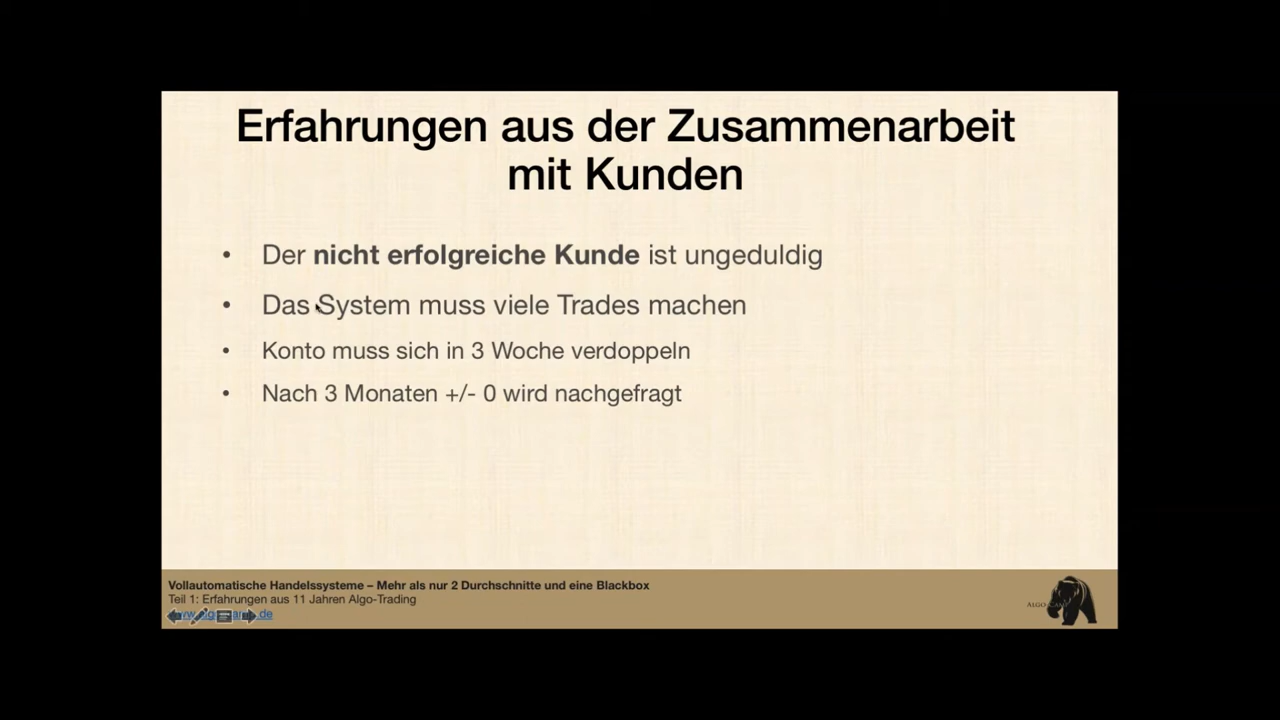 Erfahrungen aus der Zusammenarbeit
mit Kunden
• Der nicht erfolgreiche Kunde ist ungeduldig
• Das System muss viele Trades machen
• Konto muss sich in 3 Woche verdoppeln
• Nach 3 Monaten +/- 0 wird nachgefragt
Vollautomatische Handelssysteme – Mehr als nur 2 Durchschnitte und eine Blackbox
Teil 1: Erfahrungen aus 11 Jahren Algo-Trading